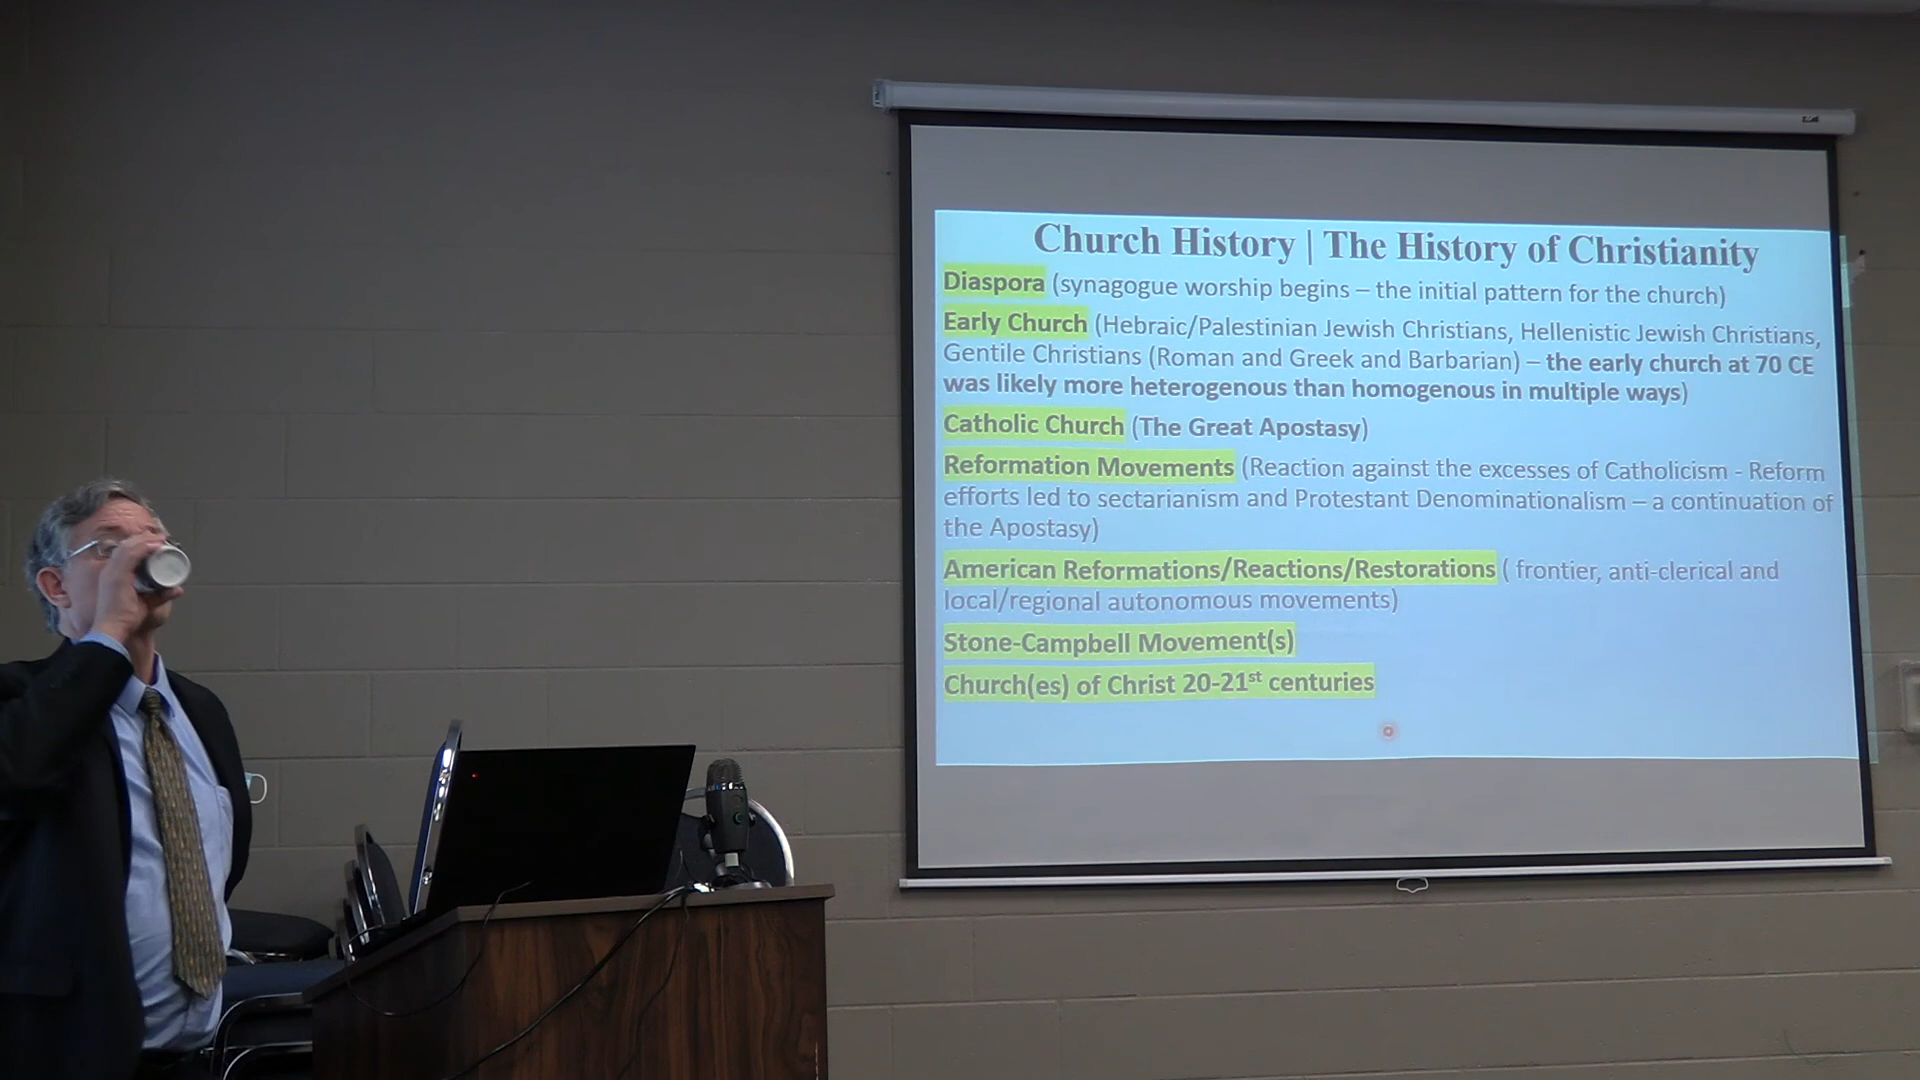 Church History | The History of Christianity
Diaspora (synagogue worship begins – the initial pattern for the church)
Early Church (Hebraic/Palestinian Jewish Christians, Hellenistic Jewish Christians,
Gentile Christians (Roman and Greek and Barbarian) – the early church at 70 CE
was likely more heterogenous than homogenous in multiple ways)
Catholic Church (The Great Apostasy)
Reformation Movements (Reaction against the excesses of Catholicism - Reform
efforts led to sectarianism and Protestant Denominationalism – a continuation of
the Apostasy)
American Reformations/Reactions/Restorations ( frontier, anti-clerical and
local/regional autonomous movements)
Stone-Campbell Movement(s)
Church(es) of Christ 20-21st centuries